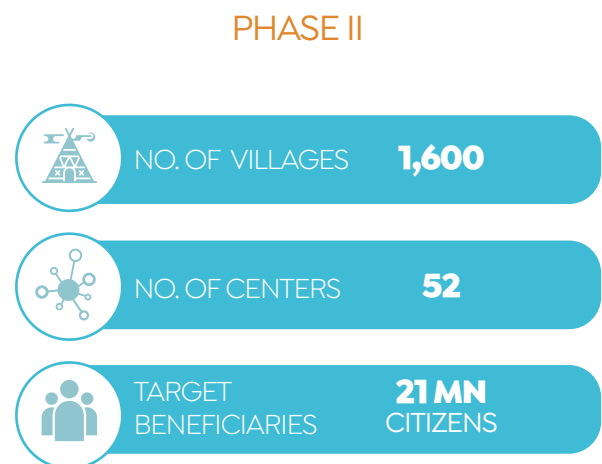 PHASE II
NO. OF VILLAGES 1,600
NO. OF CENTERS 52
TARGET BENEFICIARIES
21 MN
CITIZENS